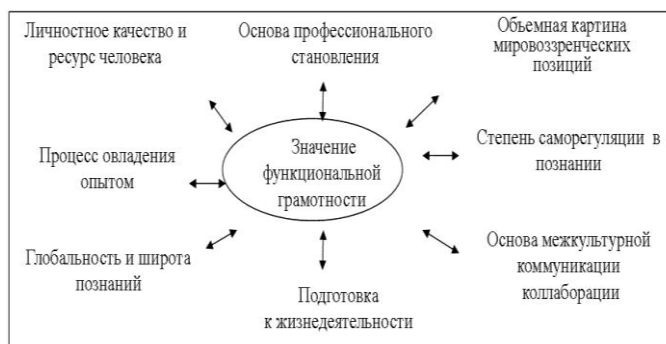 Личностное качество и
ресурс человека
Основа профессионального
становления
Объемная картина
мировоззренческих
позиций
Процесс овладения
опытом
Значение
функциональной
грамотности
Степень саморегуляции в
познании
Глобальность и широта
познаний
Подготовка
к жизнедеятельности
Основа межкультурной
коммуникации
коллаборации